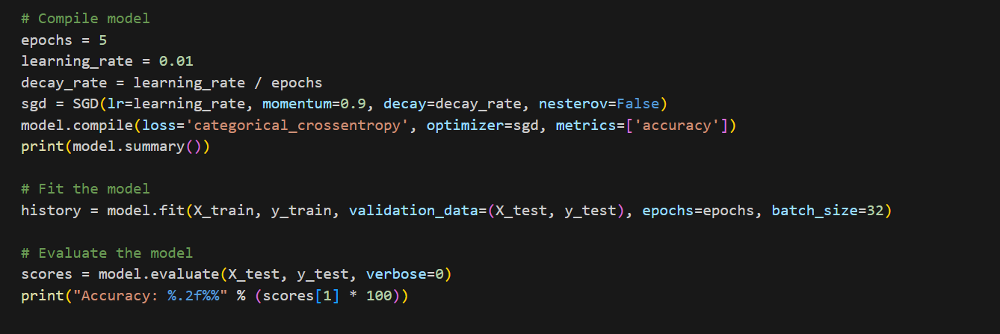 # Compile model
epochs = 5
learning_rate = 0.01
decay_rate = learning_rate / epochs
sgd = SGD(lr=learning_rate, momentum=0.9, decay=decay_rate, nesterov=False)
model.compile(loss='categorical_crossentropy', optimizer=sgd, metrics=['accuracy'])
print(model.summary())
# Fit the model
history = model.fit(X_train, y_train, validation_data=(X_test, y_test), epochs=epochs, batch_size=32)
# Evaluate the model
scores = model.evaluate(X_test, y_test, verbose=0)
print("Accuracy: %.2f%%" % (scores[1] * 100))